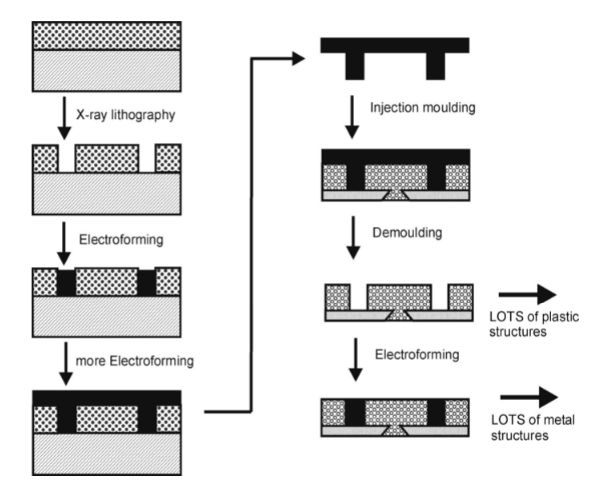 X-ray lithography
Electroforming
more Electroforming
Injection moulding
Demoulding
LOTS of plastic
structures
Electroforming
LOTS of metal
structures